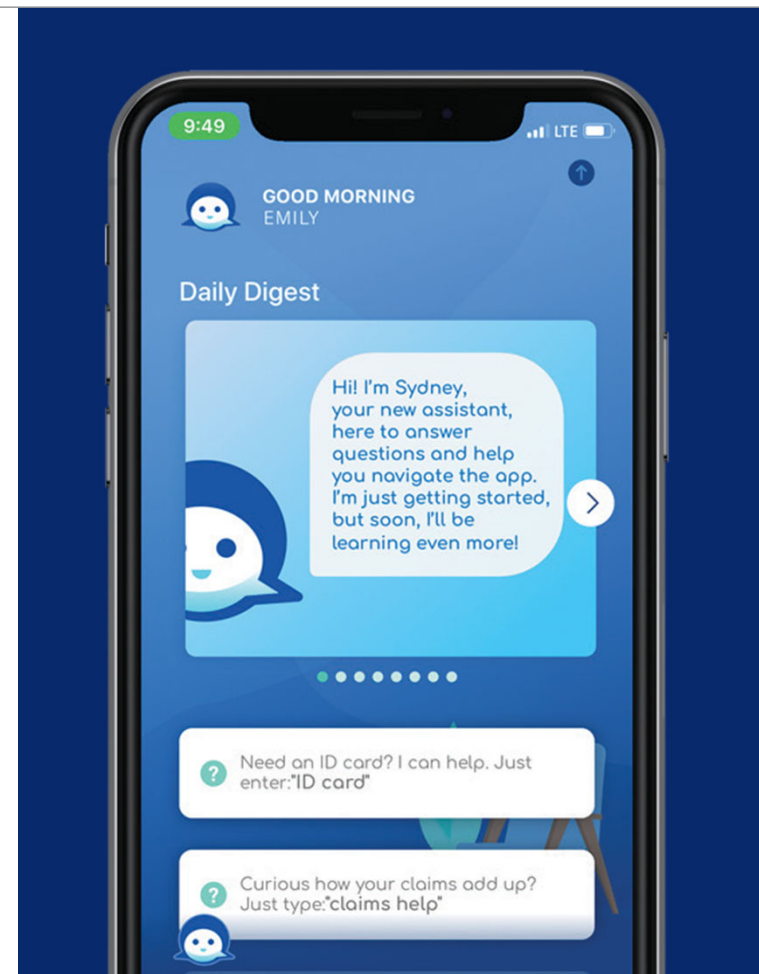 9:49
LTE
GOOD MORNING
EMILY
Daily Digest
Hi! I'm Sydney,
your new assistant,
here to answer
questions and help
you navigate the app.
I'm just getting started,
but soon, I'll be
learning even more!
Need an ID card? I can help. Just
enter:"ID card"
Curious how your claims add up?
Just type:"claims help"